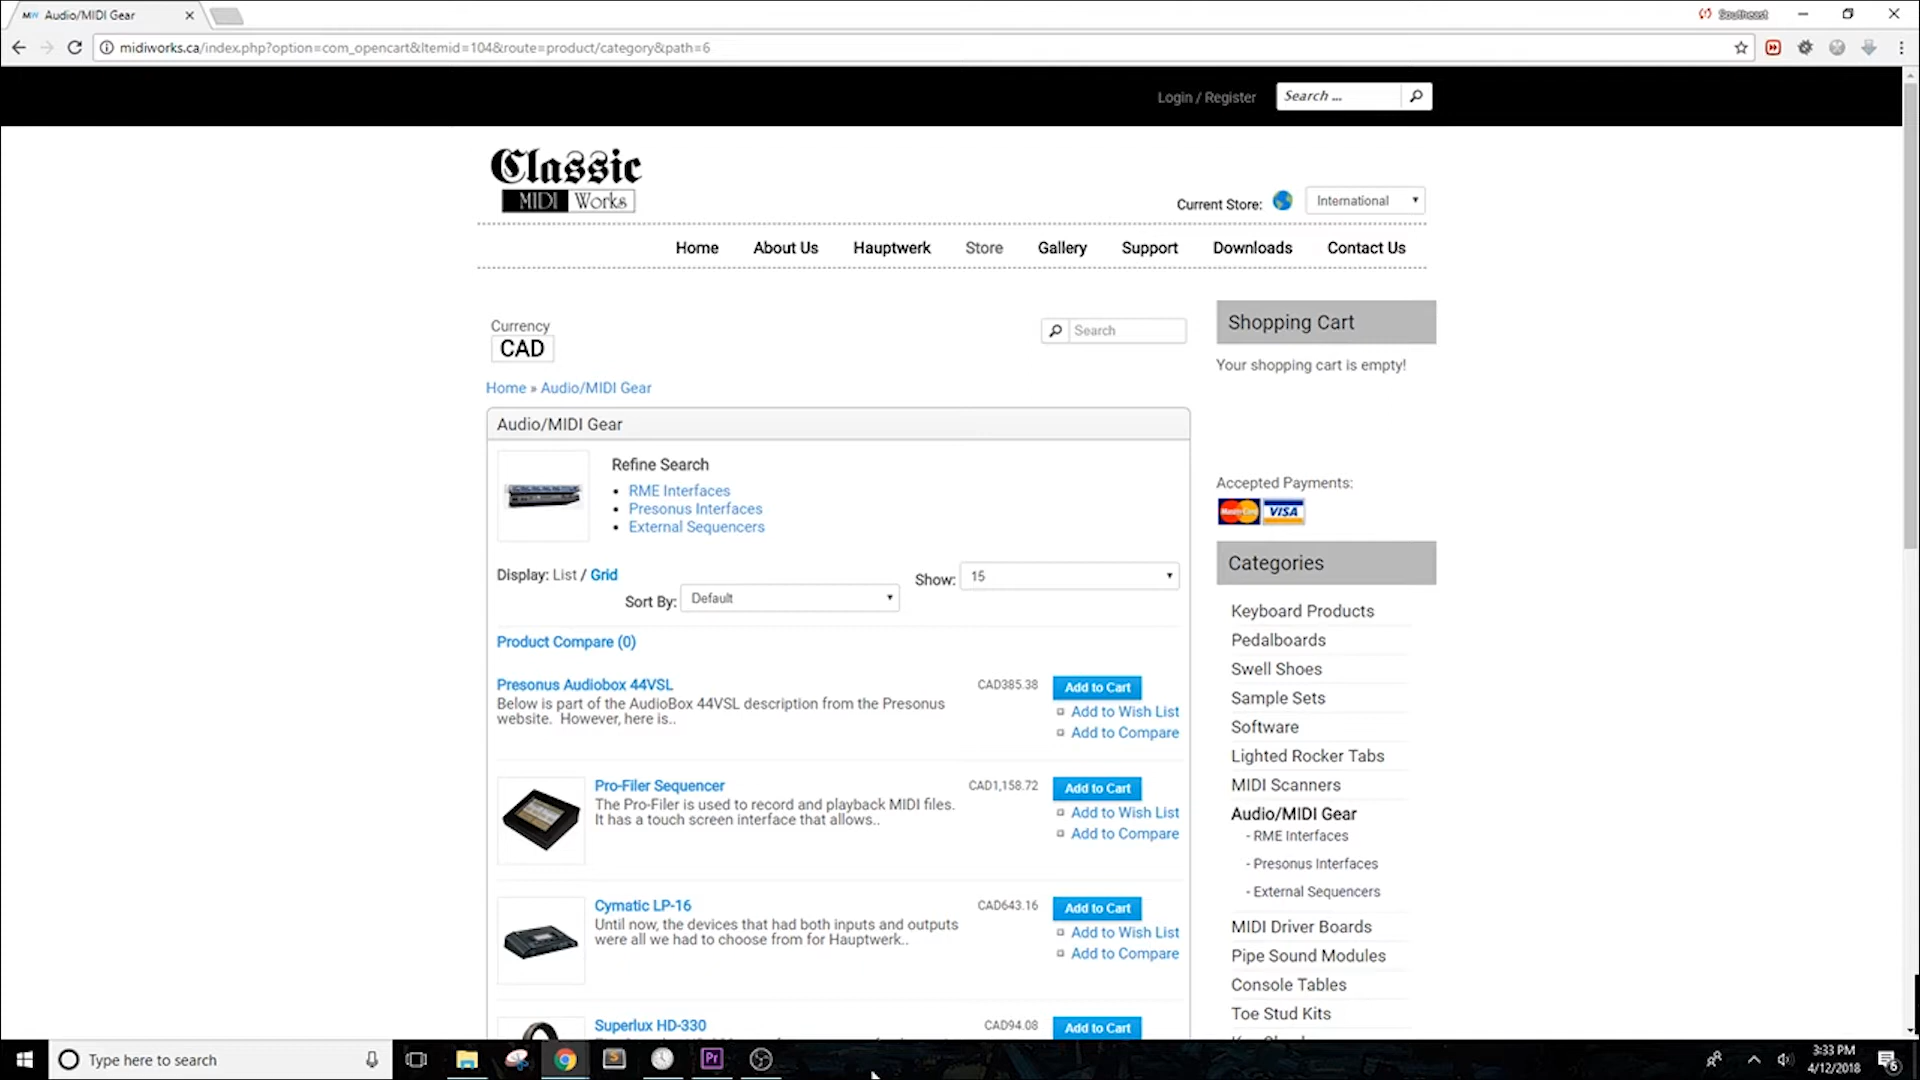 Audio/MIDI Gear
Southeast
midiworks.ca/index.php?option=com_opencart&Itemid=104&route=product/category&path=6
Login / Register
Search ...
Classic
MIDI Works
Current Store:
International
Home
About Us
Hauptwerk
Store
Gallery
Support
Downloads
Contact Us
Currency
CAD
Search
Shopping Cart
Your shopping cart is empty!
Home » Audio/MIDI Gear
Audio/MIDI Gear
Refine Search
RME Interfaces
Presonus Interfaces
External Sequencers
Accepted Payments:
MasterCard
VISA
Display: List / Grid
Show: 15
Sort By: Default
Product Compare (0)
Presonus Audiobox 44VSL
Below is part of the AudioBox 44VSL description from the Presonus
website. However, here is..
CAD385.38
Add to Cart
Add to Wish List
Add to Compare
Pro-Filer Sequencer
The Pro-Filer is used to record and playback MIDI files.
It has a touch screen interface that allows..
CAD1,158.72
Add to Cart
Add to Wish List
Add to Compare
Cymatic LP-16
Until now, the devices that had both inputs and outputs
were all we had to choose from for Hauptwerk..
CAD643.16
Add to Cart
Add to Wish List
Add to Compare
Superlux HD-330
CAD94.08
Add to Cart
Categories
Keyboard Products
Pedalboards
Swell Shoes
Sample Sets
Software
Lighted Rocker Tabs
MIDI Scanners
Audio/MIDI Gear
- RME Interfaces
- Presonus Interfaces
- External Sequencers
MIDI Driver Boards
Pipe Sound Modules
Console Tables
Toe Stud Kits
Type here to search
Pr
3:33 PM
4/12/2018
6